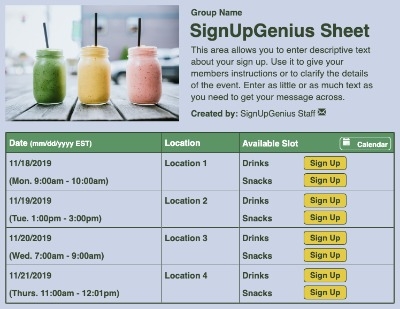 Group Name
SignUpGenius Sheet
This area allows you to enter descriptive text
about your sign up. Use it to give your
members instructions or to clarify the details
of the event. Enter as little or as much text as
you need to get your message across.
Created by: SignUpGenius Staff
Date (mm/dd/yyyy EST) Location Available Slot Calendar
11/18/2019 Location 1 Drinks Sign Up
(Mon. 9:00am - 10:00am) Snacks Sign Up
11/19/2019 Location 2 Drinks Sign Up
(Tue. 1:00pm - 3:00pm) Snacks Sign Up
11/20/2019 Location 3 Drinks Sign Up
(Wed. 7:00am - 9:00am) Snacks Sign Up
11/21/2019 Location 4 Drinks Sign Up
(Thurs. 11:00am - 12:01pm) Snacks Sign Up